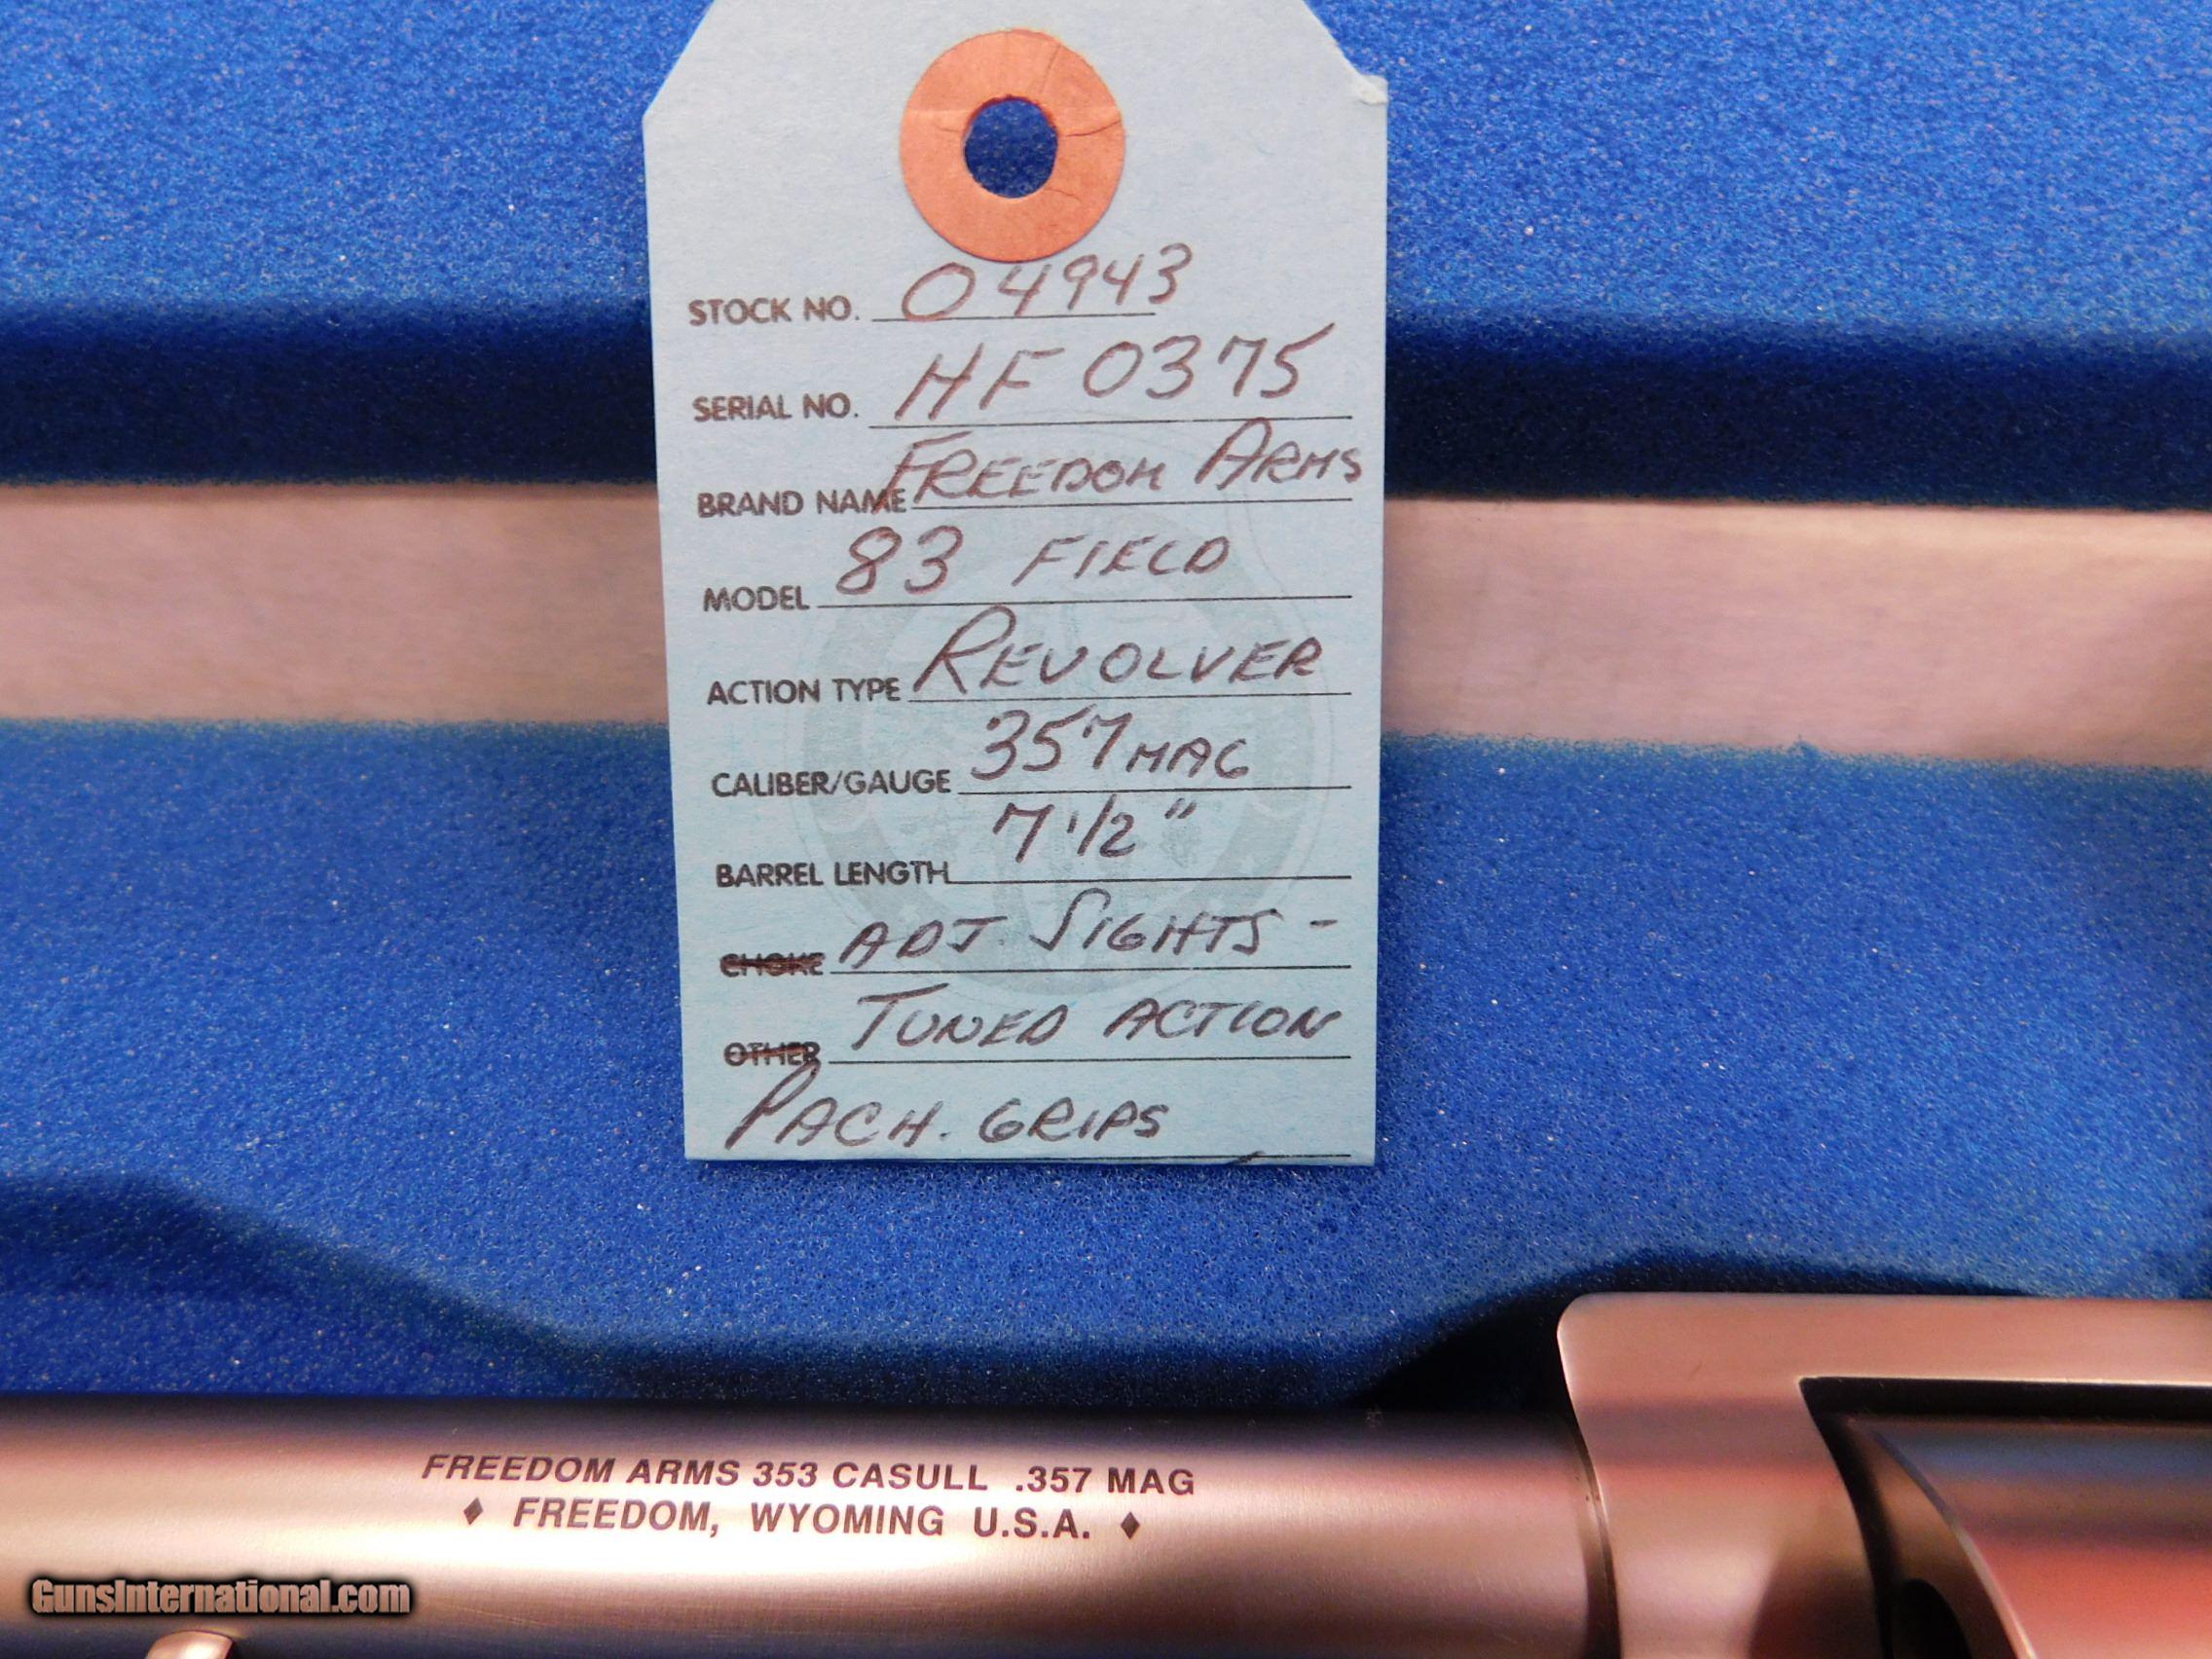 STOCK NO. 04943
SERIAL NO. HF 0375
BRAND NAME FREEDOM ARMS
MODEL 83 FIELD
ACTION TYPE REVOLVER
CALIBER/GAUGE 357 MAG
BARREL LENGTH 7 1/2"
CHOKE ADJ. SIGHTS -
OTHER TUNED ACTION
PACH. GRIPS
FREEDOM ARMS 353 CASULL .357 MAG
♦ FREEDOM, WYOMING U.S.A. ♦
GunsInternational.com